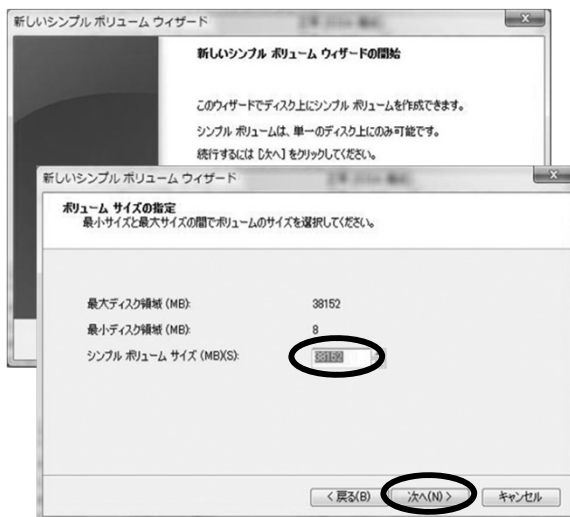 新しいシンプル ボリューム ウィザード
新しいシンプル ボリューム ウィザードの開始
このウィザードでディスク上にシンプル ボリュームを作成できます。
シンプル ボリュームは、単一のディスク上にのみ可能です。
続行するには [次へ] をクリックしてください。
新しいシンプル ボリューム ウィザード
ボリューム サイズの指定
最小サイズと最大サイズの間でボリュームのサイズを選択してください。
最大ディスク領域 (MB): 38152
最小ディスク領域 (MB): 8
シンプル ボリューム サイズ (MB)(S): 38152
< 戻る(B) 次へ(N) > キャンセル